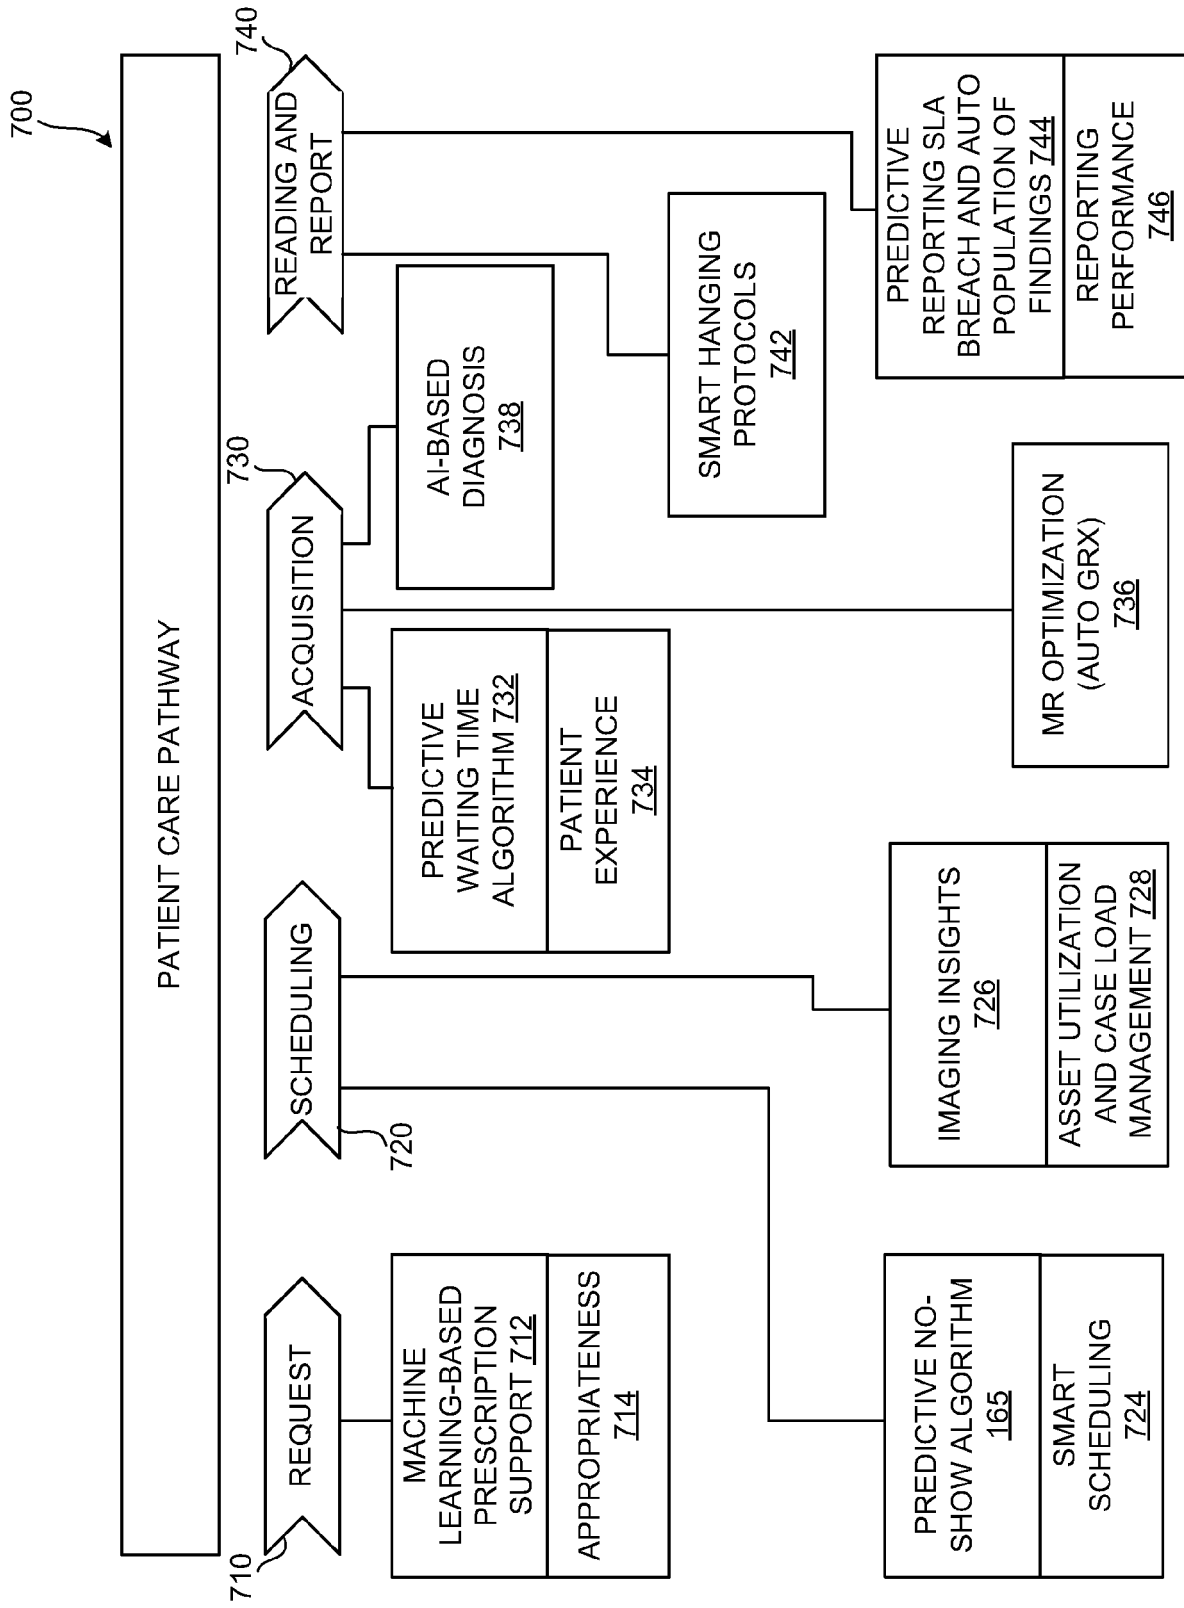 700
PATIENT CARE PATHWAY
710
REQUEST
720
SCHEDULING
730
ACQUISITION
740
READING AND
REPORT
MACHINE
LEARNING-BASED
PRESCRIPTION
SUPPORT 712
APPROPRIATENESS
714
PREDICTIVE NO-
SHOW ALGORITHM
165
SMART
SCHEDULING
724
IMAGING INSIGHTS
726
ASSET UTILIZATION
AND CASE LOAD
MANAGEMENT 728
PREDICTIVE
WAITING TIME
ALGORITHM 732
PATIENT
EXPERIENCE
734
MR OPTIMIZATION
(AUTO GRX)
736
AI-BASED
DIAGNOSIS
738
SMART HANGING
PROTOCOLS
742
PREDICTIVE
REPORTING SLA
BREACH AND AUTO
POPULATION OF
FINDINGS 744
REPORTING
PERFORMANCE
746